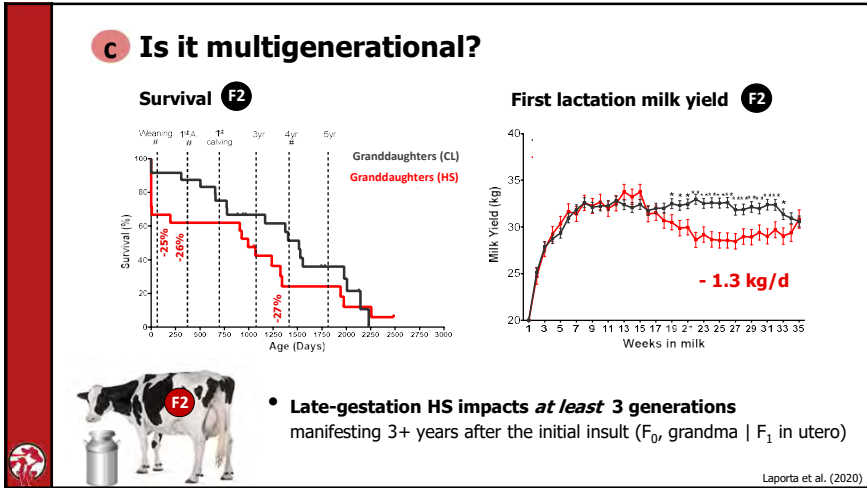 c Is it multigenerational?
Survival F2
First lactation milk yield F2
Weaning 1st A. 1st 3yr 4yr 5yr
# # calving #
Granddaughters (CL)
Granddaughters (HS)
Survival (%)
100
80
60
40
20
0
-25%
-26%
-27%
0 250 500 750 1000 1250 1500 1750 2000 2250 2500 2750 3000
Age (Days)
Milk Yield (kg)
40
35
30
25
20
- 1.3 kg/d
1 3 5 7 9 11 13 15 17 19 21 23 25 27 29 31 33 35
Weeks in milk
F2
• Late-gestation HS impacts at least 3 generations
manifesting 3+ years after the initial insult (F0, grandma | F1 in utero)
Laporta et al. (2020)